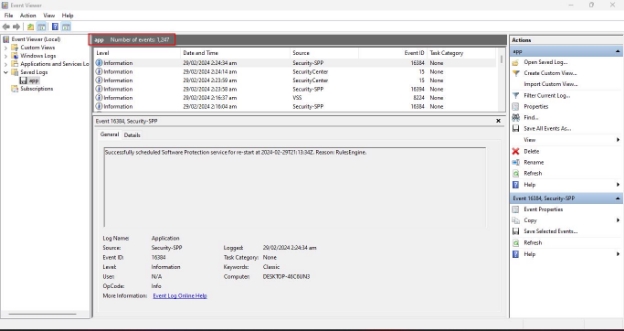 Event Viewer
File Action View Help
Event Viewer (Local)
Custom Views
Windows Logs
Applications and Services Lo
Saved Logs
app
Subscriptions
app Number of events: 1,247
Level Date and Time Source Event ID Task Category
Information 29/02/2024 2:24:34 am Security-SPP 16384 None
Information 29/02/2024 2:24:14 am SecurityCenter 15 None
Information 29/02/2024 2:23:59 am SecurityCenter 15 None
Information 29/02/2024 2:23:58 am Security-SPP 16394 None
Information 29/02/2024 2:16:37 am VSS 8224 None
Information 29/02/2024 2:16:04 am Security-SPP 16384 None
Event 16384, Security-SPP
General Details
Successfully scheduled Software Protection service for re-start at 2024-02-29T21:13:34Z. Reason: RulesEngine.
Log Name: Application
Source: Security-SPP Logged: 29/02/2024 2:24:34 am
Event ID: 16384 Task Category: None
Level: Information Keywords: Classic
User: N/A Computer: DESKTOP-46C6UN3
OpCode: Info
More Information: Event Log Online Help
Actions
app
Open Saved Log...
Create Custom View...
Import Custom View...
Filter Current Log...
Properties
Find...
Save All Events As...
View
Delete
Rename
Refresh
Help
Event 16384, Security-SPP
Event Properties
Copy
Save Selected Events...
Refresh
Help